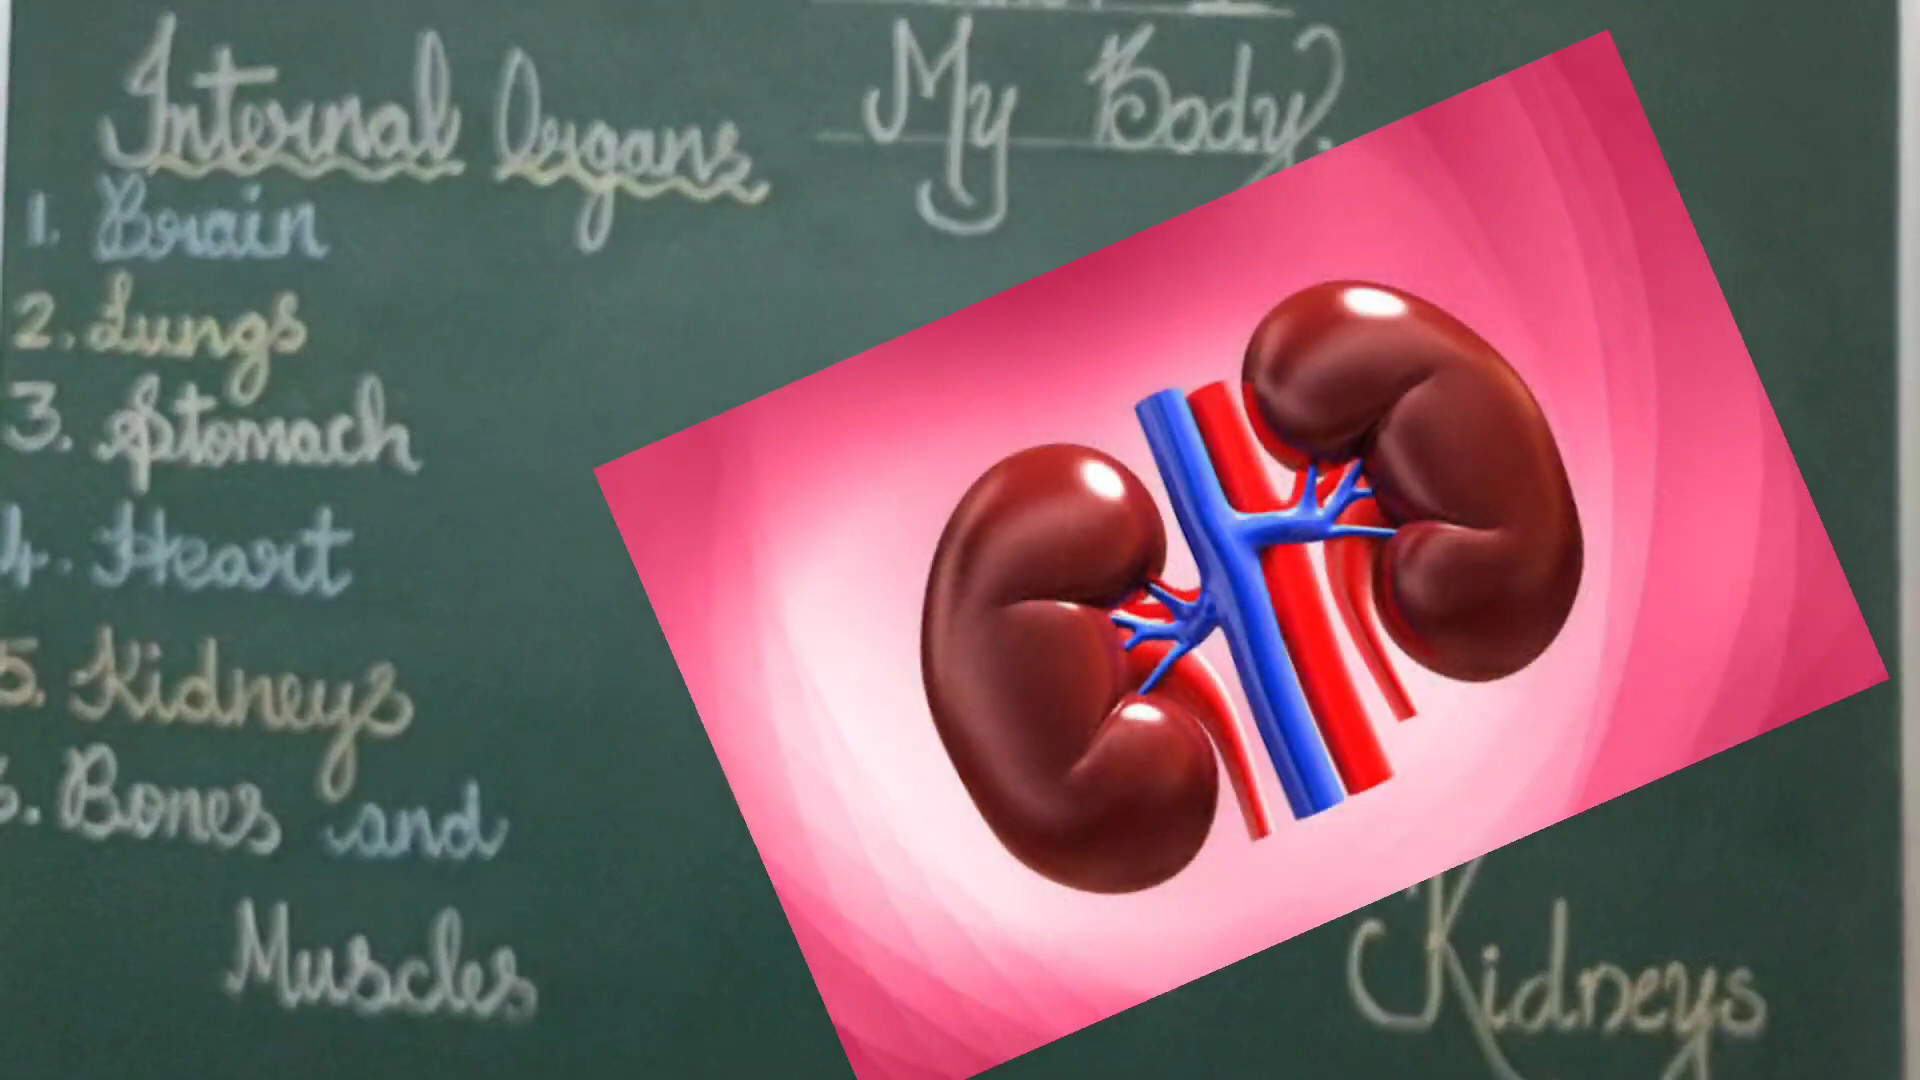 Internal Organs
My Body.
1. Brain
2. Lungs
3. Stomach
4. Heart
5. Kidneys
6. Bones and
Muscles
Kidneys